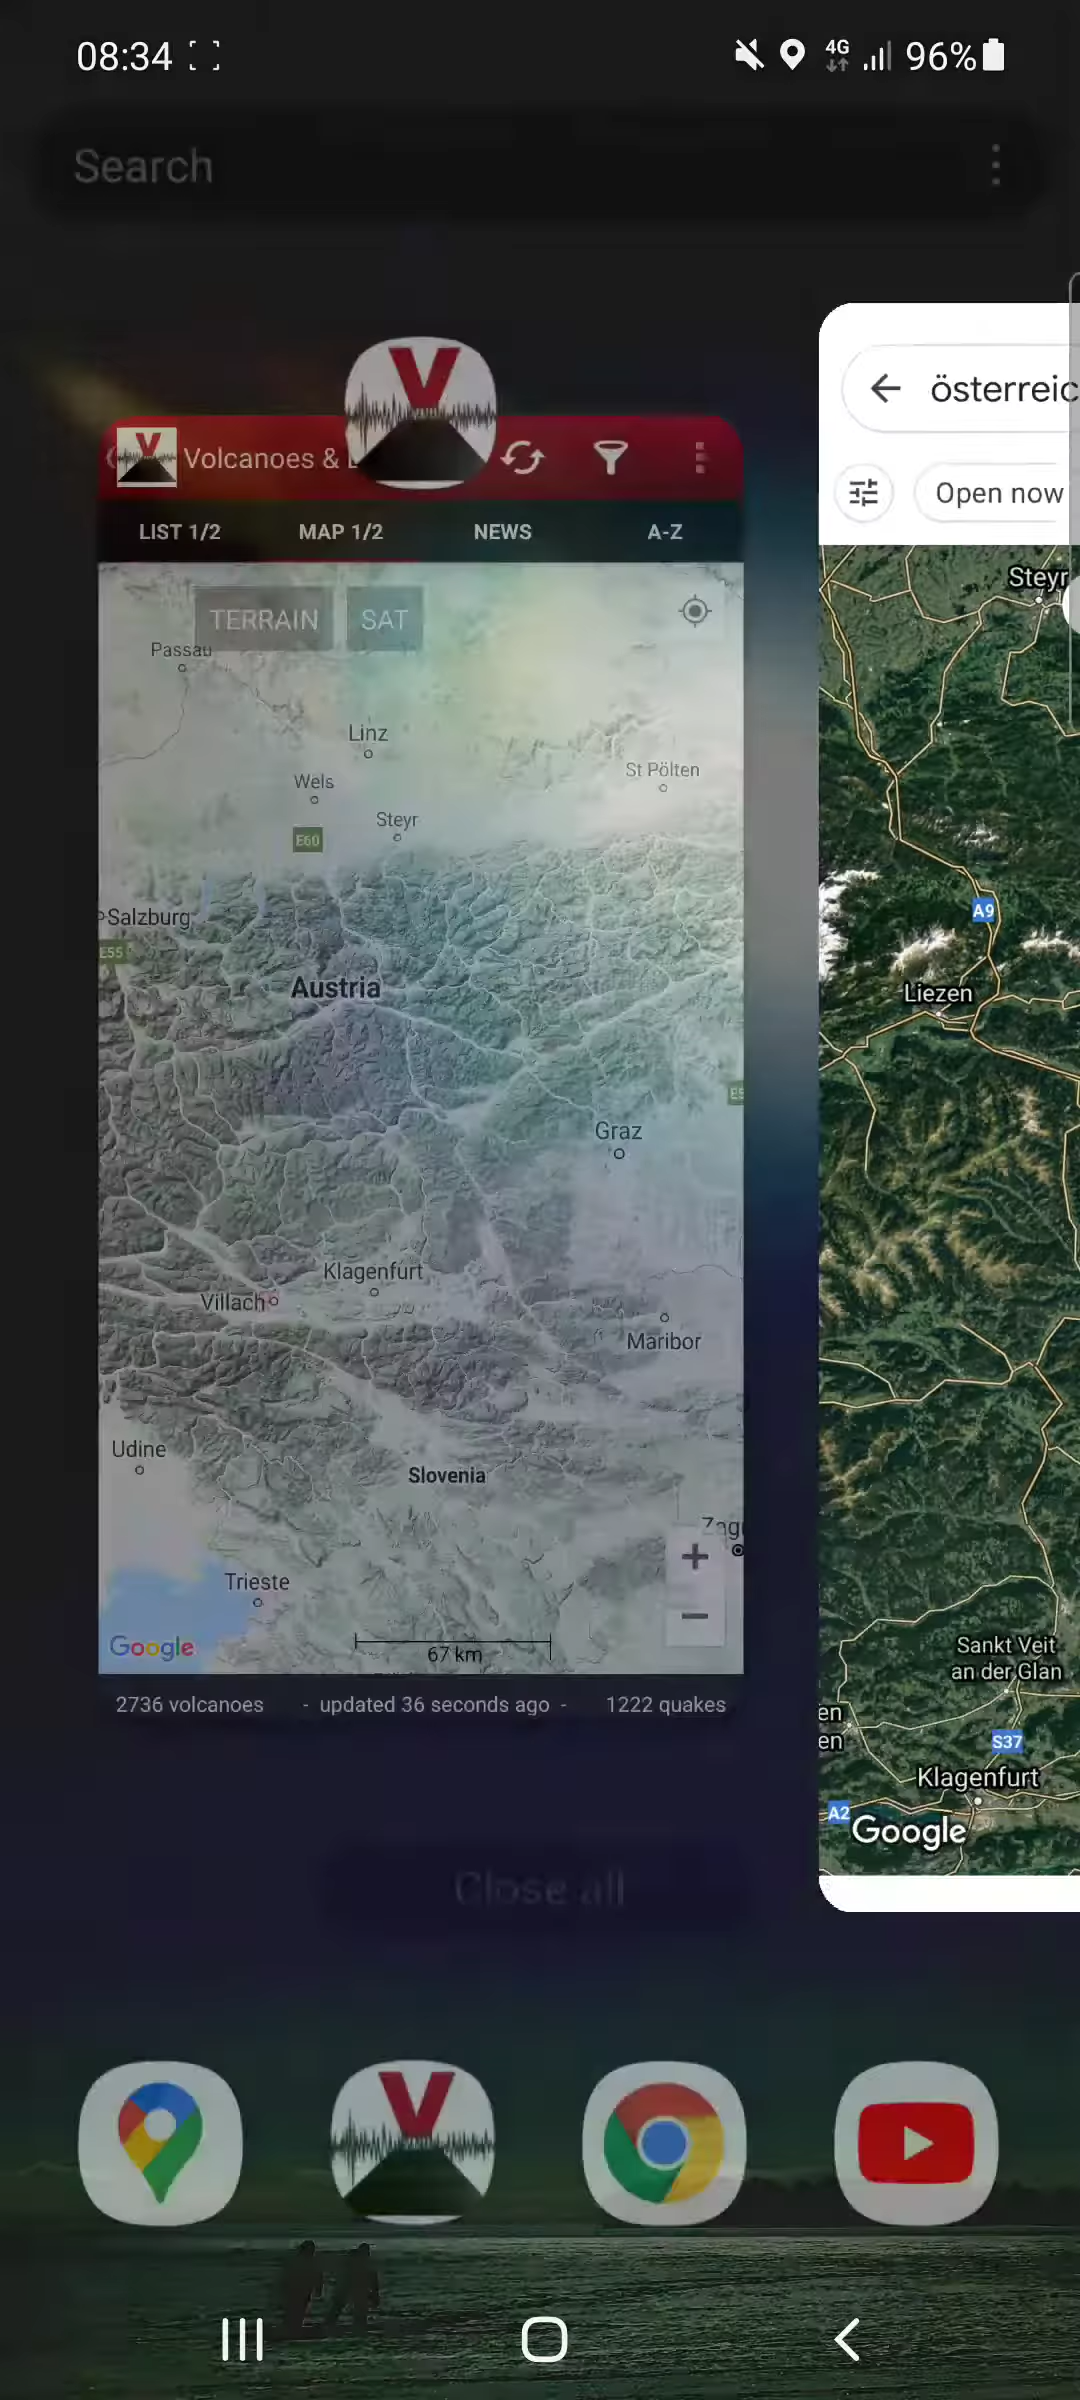 08:34
4G 96%
Search
Volcanoes &
LIST 1/2 MAP 1/2 NEWS A-Z
TERRAIN SAT
Passau
Linz
Wels
St Pölten
Steyr
E60
Salzburg
E55
Austria
Graz
Klagenfurt
Villach
Maribor
Udine
Slovenia
Trieste
Google
67 km
2736 volcanoes - updated 36 seconds ago - 1222 quakes
österreic
Open now
Steyr
A9
Liezen
Sankt Veit
an der Glan
en
en
S37
Klagenfurt
A2
Google
Close all